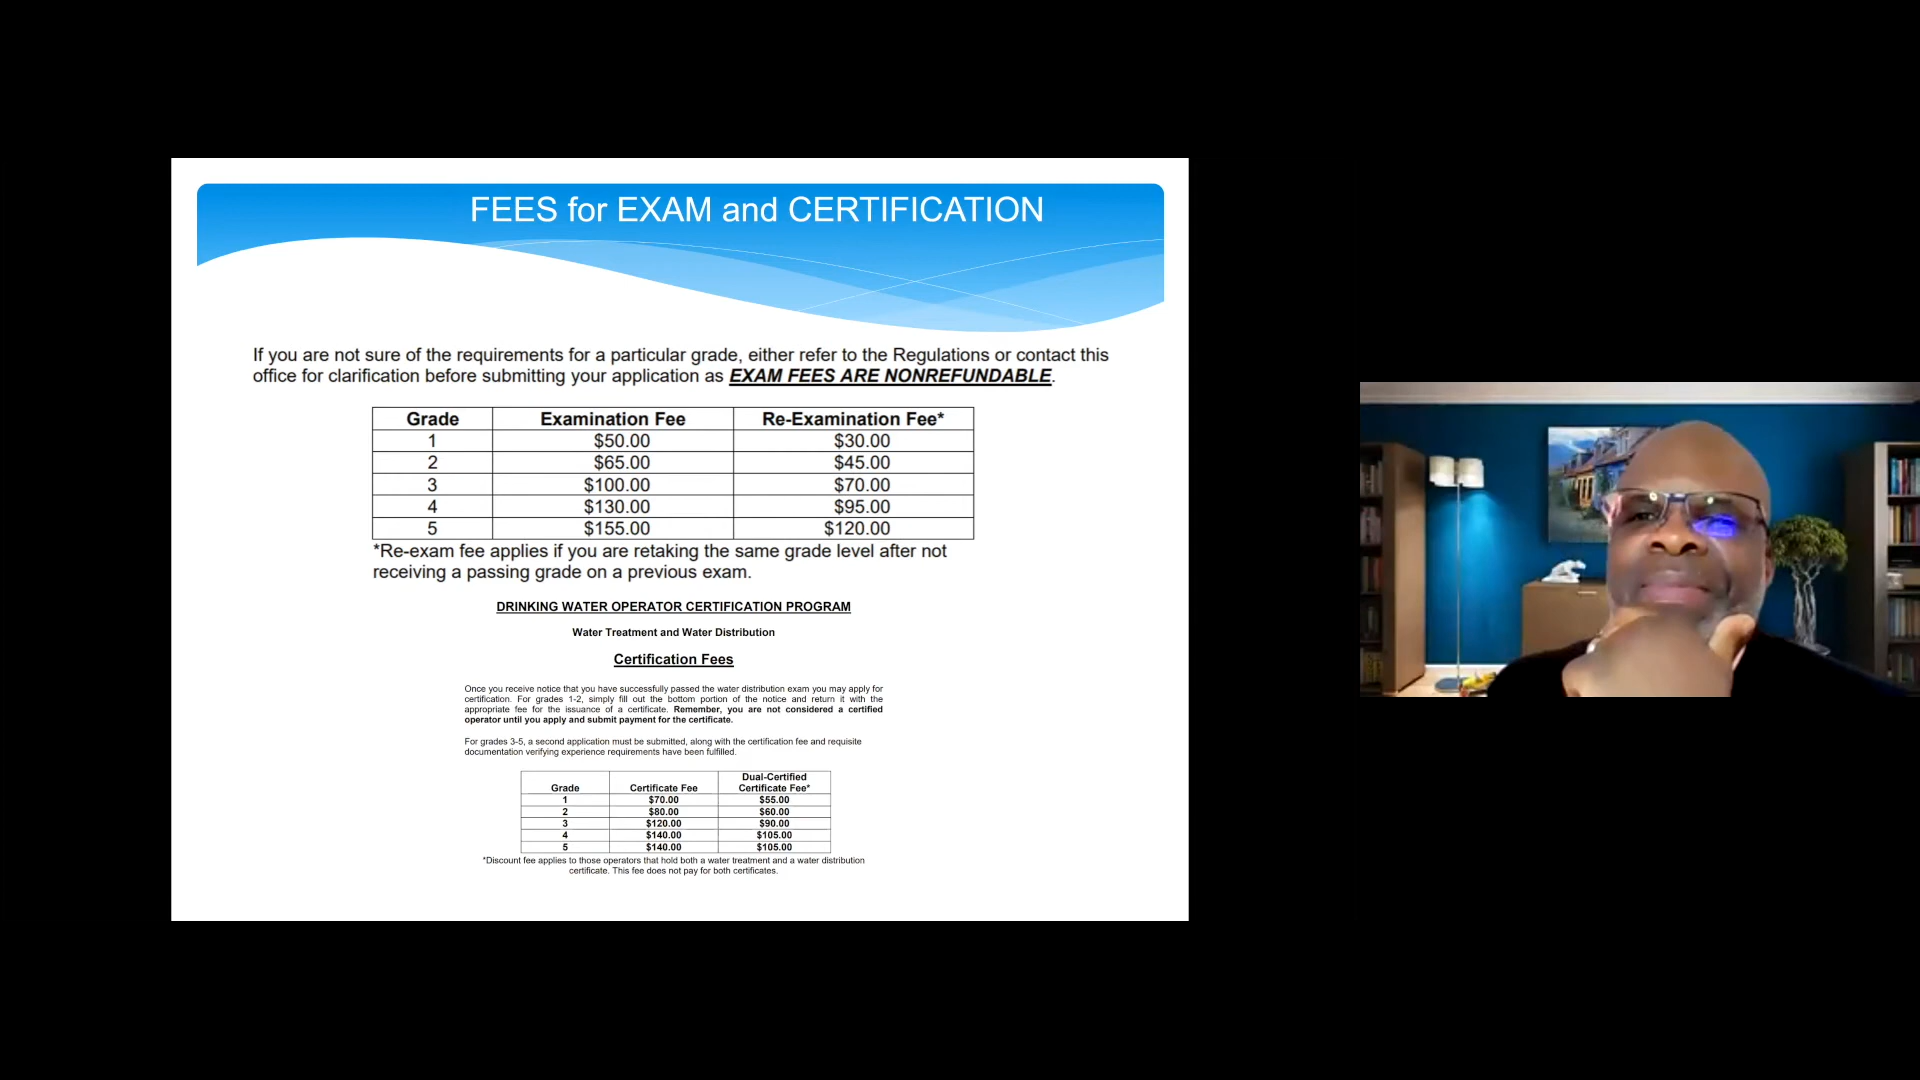 FEES for EXAM and CERTIFICATION
If you are not sure of the requirements for a particular grade, either refer to the Regulations or contact this
office for clarification before submitting your application as EXAM FEES ARE NONREFUNDABLE.
Grade Examination Fee Re-Examination Fee*
1 $50.00 $30.00
2 $65.00 $45.00
3 $100.00 $70.00
4 $130.00 $95.00
5 $155.00 $120.00
*Re-exam fee applies if you are retaking the same grade level after not
receiving a passing grade on a previous exam.
DRINKING WATER OPERATOR CERTIFICATION PROGRAM
Water Treatment and Water Distribution
Certification Fees
Once you receive notice that you have successfully passed the water distribution exam you may apply for
certification. For grades 1-2, simply fill out the bottom portion of the notice and return it with the
appropriate fee for the issuance of a certificate. Remember, you are not considered a certified
operator until you apply and submit payment for the certificate.
For grades 3-5, a second application must be submitted, along with the certification fee and requisite
documentation verifying experience requirements have been fulfilled.
Dual-Certified
Grade Certificate Fee Certificate Fee*
1 $70.00 $55.00
2 $80.00 $60.00
3 $120.00 $90.00
4 $140.00 $105.00
5 $140.00 $105.00
*Discount fee applies to those operators that hold both a water treatment and a water distribution
certificate. This fee does not pay for both certificates.